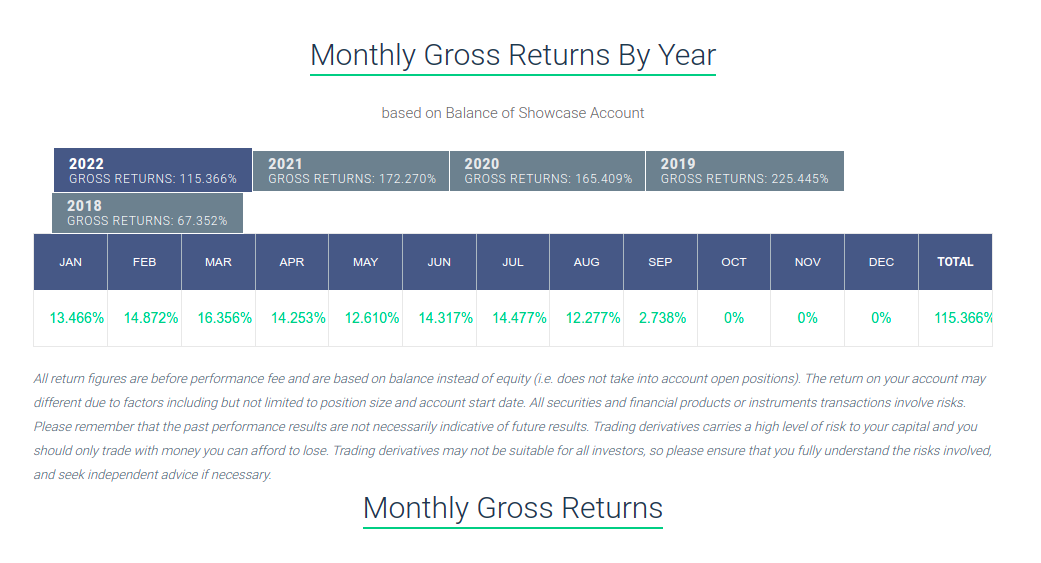 Monthly Gross Returns By Year
based on Balance of Showcase Account
2022
GROSS RETURNS: 115.366%
2021
GROSS RETURNS: 172.270%
2020
GROSS RETURNS: 165.409%
2019
GROSS RETURNS: 225.445%
2018
GROSS RETURNS: 67.352%
JAN FEB MAR APR MAY JUN JUL AUG SEP OCT NOV DEC TOTAL
13.466% 14.872% 16.356% 14.253% 12.610% 14.317% 14.477% 12.277% 2.738% 0% 0% 0% 115.366%
All return figures are before performance fee and are based on balance instead of equity (i.e. does not take into account open positions). The return on your account may
different due to factors including but not limited to position size and account start date. All securities and financial products or instruments transactions involve risks.
Please remember that the past performance results are not necessarily indicative of future results. Trading derivatives carries a high level of risk to your capital and you
should only trade with money you can afford to lose. Trading derivatives may not be suitable for all investors, so please ensure that you fully understand the risks involved,
and seek independent advice if necessary.
Monthly Gross Returns